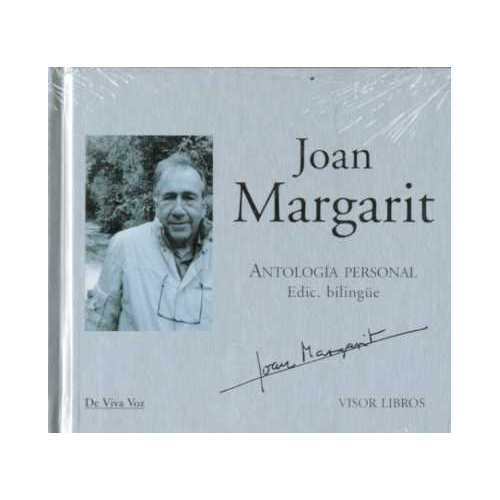 Joan
Margarit
ANTOLOGÍA PERSONAL
Edic. bilingüe
Joan Margarit
De Viva Voz
VISOR LIBROS